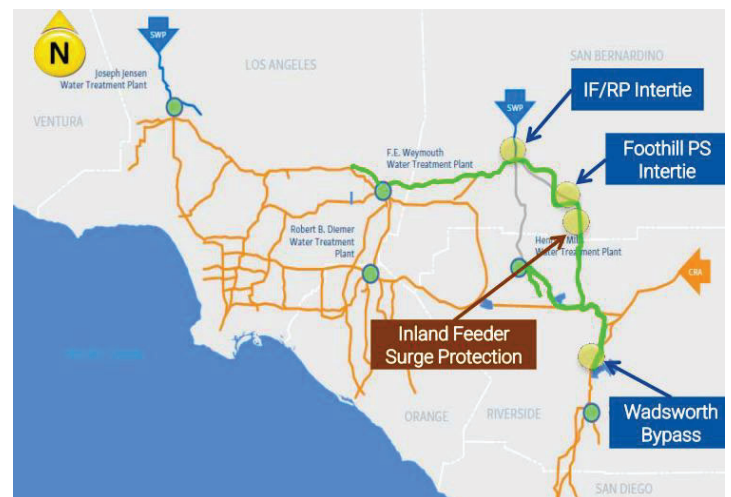 N
SWP
Joseph Jensen
Water Treatment Plant
LOS ANGELES
SAN BERNARDINO
IF/RP Intertie
VENTURA
SWP
F.E. Weymouth
Water Treatment Plant
Foothill PS
Intertie
Robert B. Diemer
Water Treatment
Plant
Water Treatment Plant
CRA
Inland Feeder
Surge Protection
Wadsworth
Bypass
ORANGE
RIVERSIDE
SAN DIEGO